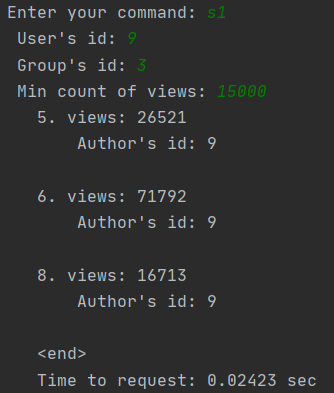 Enter your command: s1
User's id: 9
Group's id: 3
Min count of views: 15000
5. views: 26521
Author's id: 9
6. views: 71792
Author's id: 9
8. views: 16713
Author's id: 9
<end>
Time to request: 0.02423 sec